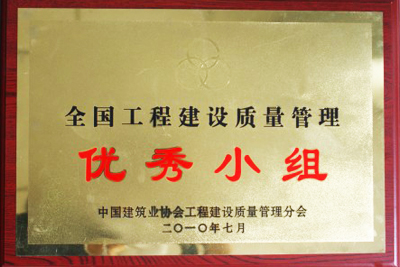 全国工程建设质量管理
优秀小组
中国建筑业协会工程建设质量管理分会
二〇一〇年七月